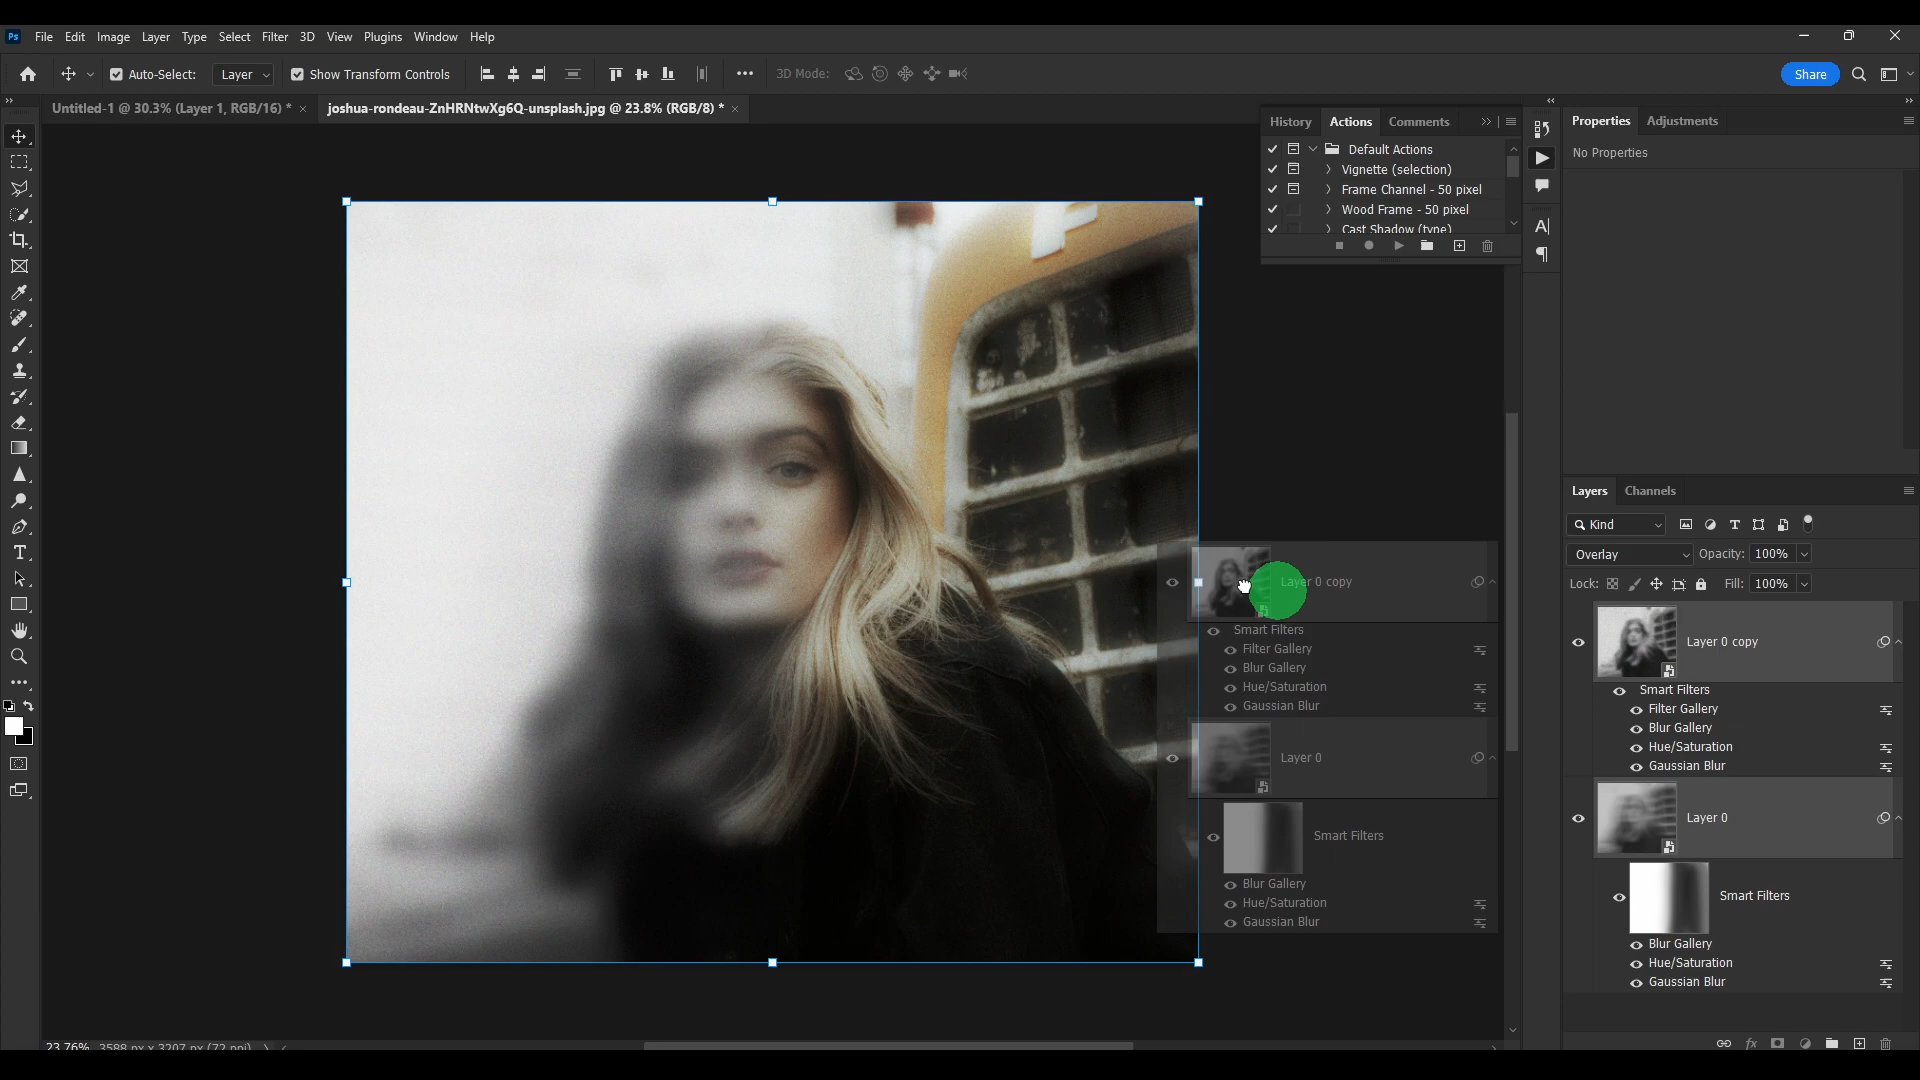 Ps File Edit Image Layer Type Select Filter 3D View Plugins Window Help
Auto-Select: Layer Show Transform Controls 3D Mode: Share
Untitled-1 @ 30.3% (Layer 1, RGB/16) * joshua-rondeau-ZnHRNtwXg6Q-unsplash.jpg @ 23.8% (RGB/8) *
History Actions Comments
Default Actions
Vignette (selection)
Frame Channel - 50 pixel
Wood Frame - 50 pixel
Cast Shadow (type)
Properties Adjustments
No Properties
Layers Channels
Kind
Overlay Opacity: 100%
Lock: Fill: 100%
Layer 0 copy
Smart Filters
Filter Gallery
Blur Gallery
Hue/Saturation
Gaussian Blur
Layer 0
Smart Filters
Blur Gallery
Hue/Saturation
Gaussian Blur
Layer 0 copy
Smart Filters
Filter Gallery
Blur Gallery
Hue/Saturation
Gaussian Blur
Layer 0
Smart Filters
Blur Gallery
Hue/Saturation
Gaussian Blur
23.76% 3588 px x 3207 px (72 ppi)